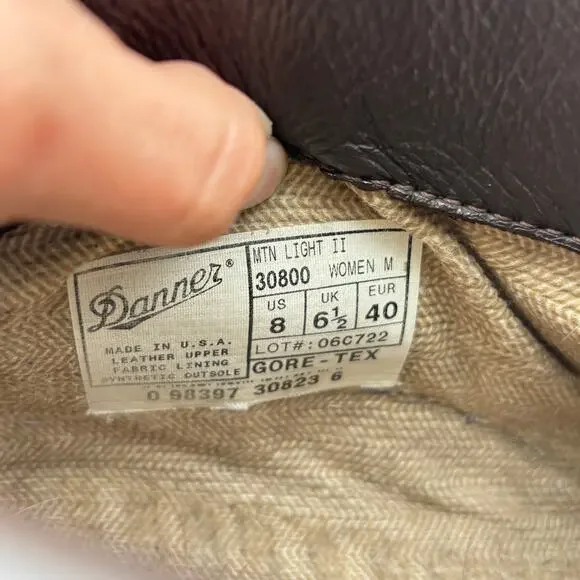 Danner®
MADE IN U.S.A.
LEATHER UPPER
FABRIC LINING
SYNTHETIC OUTSOLE
MTN LIGHT II
30800 WOMEN M
US UK EUR
8 6½ 40
LOT#: 06C722
GORE-TEX
0 98397 30823 6